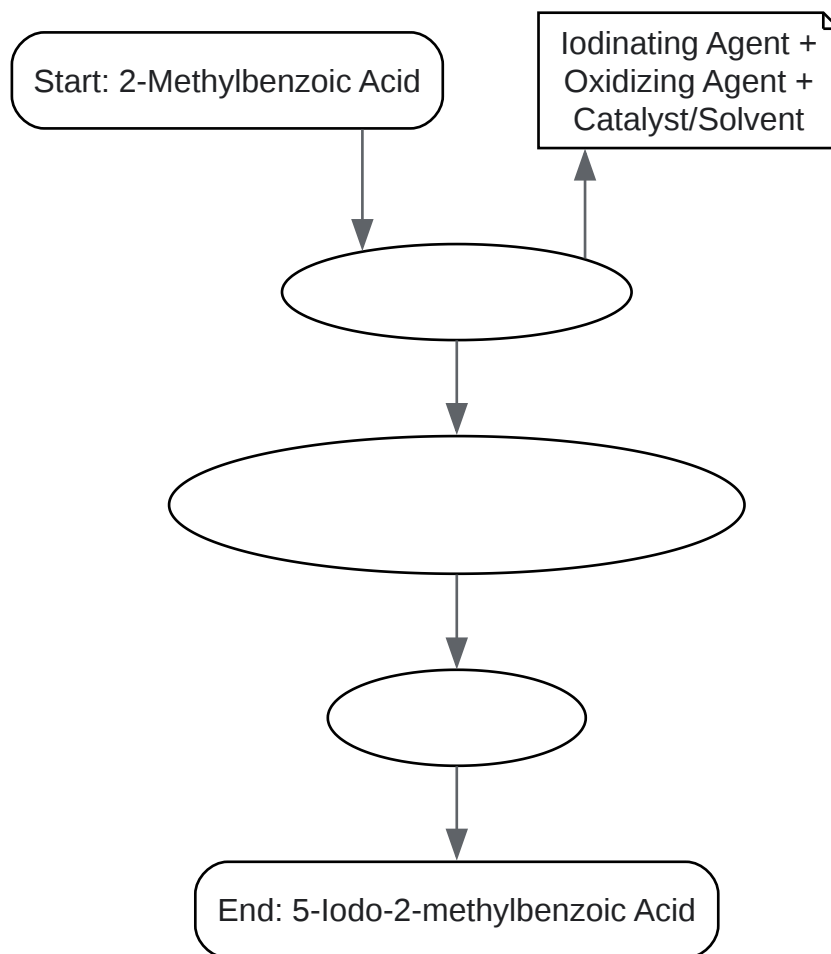 Start: 2-Methylbenzoic Acid
Iodinating Agent +
Oxidizing Agent +
Catalyst/Solvent
End: 5-Iodo-2-methylbenzoic Acid